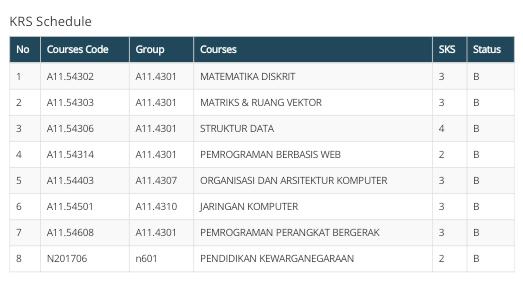 KRS Schedule
No Courses Code Group Courses SKS Status
1 A11.54302 A11.4301 MATEMATIKA DISKRIT 3 B
2 A11.54303 A11.4301 MATRIKS & RUANG VEKTOR 3 B
3 A11.54306 A11.4301 STRUKTUR DATA 4 B
4 A11.54314 A11.4301 PEMROGRAMAN BERBASIS WEB 2 B
5 A11.54403 A11.4307 ORGANISASI DAN ARSITEKTUR KOMPUTER 3 B
6 A11.54501 A11.4310 JARINGAN KOMPUTER 3 B
7 A11.54608 A11.4301 PEMROGRAMAN PERANGKAT BERGERAK 3 B
8 N201706 n601 PENDIDIKAN KEWARGANEGARAAN 2 B